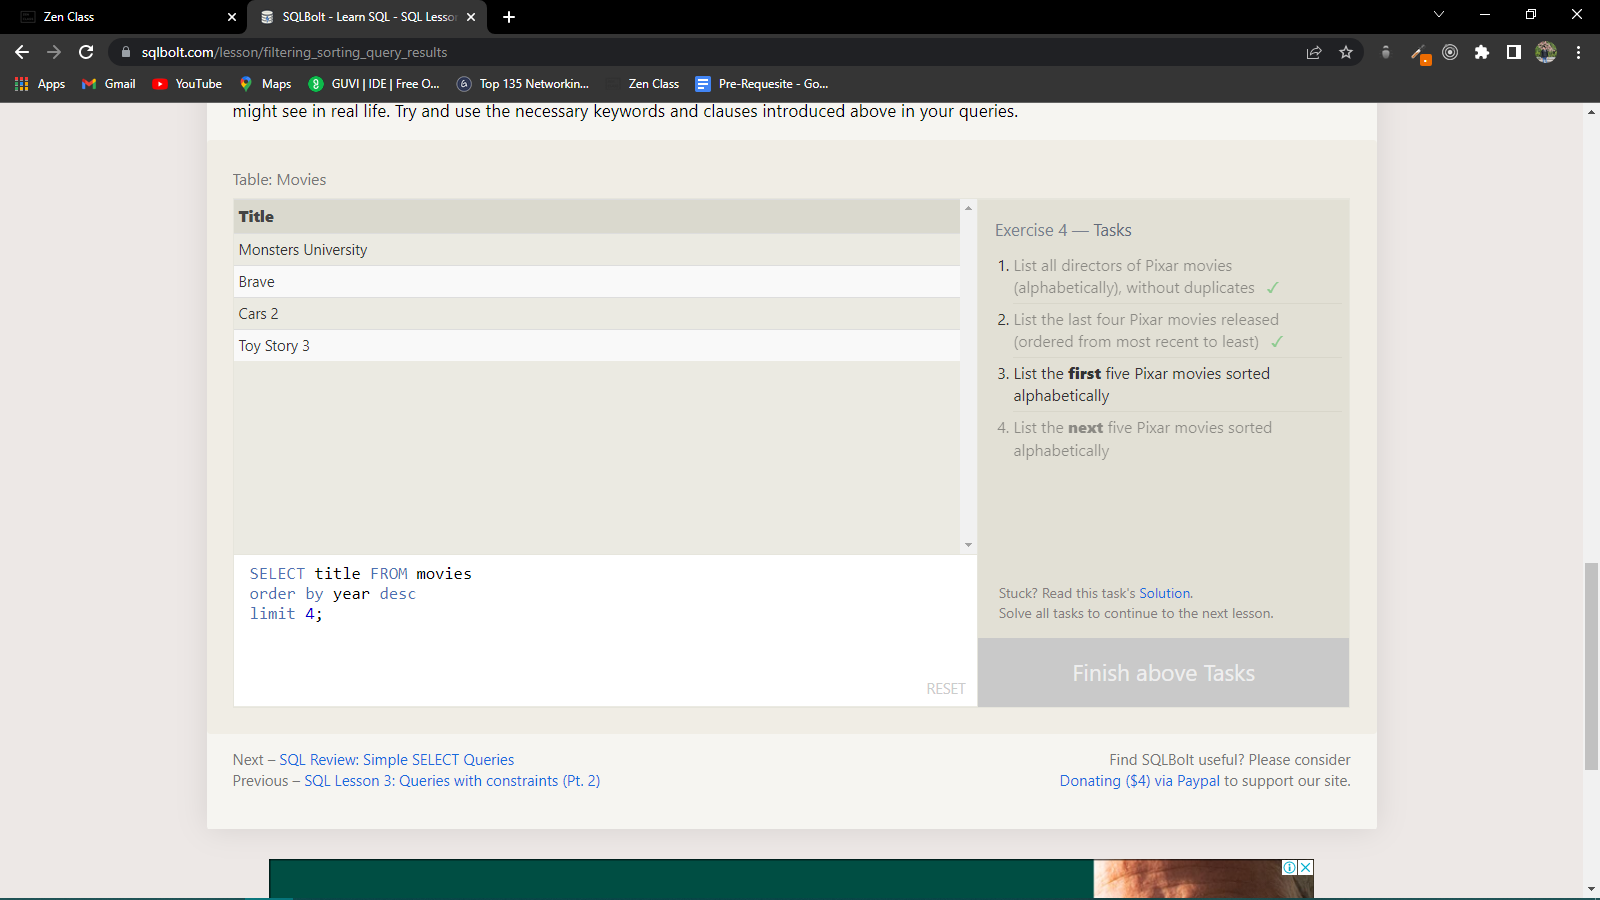 Zen Class
SQLBolt - Learn SQL - SQL Lesson
sqlbolt.com/lesson/filtering_sorting_query_results
Apps
Gmail
YouTube
Maps
GUVI | IDE | Free O...
Top 135 Networkin...
Zen Class
Pre-Requesite - Go...
might see in real life. Try and use the necessary keywords and clauses introduced above in your queries.
Table: Movies
Title
Monsters University
Brave
Cars 2
Toy Story 3
SELECT title FROM movies
order by year desc
limit 4;
RESET
Exercise 4 — Tasks
1. List all directors of Pixar movies
(alphabetically), without duplicates ✓
2. List the last four Pixar movies released
(ordered from most recent to least) ✓
3. List the first five Pixar movies sorted
alphabetically
4. List the next five Pixar movies sorted
alphabetically
Stuck? Read this task's Solution.
Solve all tasks to continue to the next lesson.
Finish above Tasks
Next – SQL Review: Simple SELECT Queries
Previous – SQL Lesson 3: Queries with constraints (Pt. 2)
Find SQLBolt useful? Please consider
Donating ($4) via Paypal to support our site.